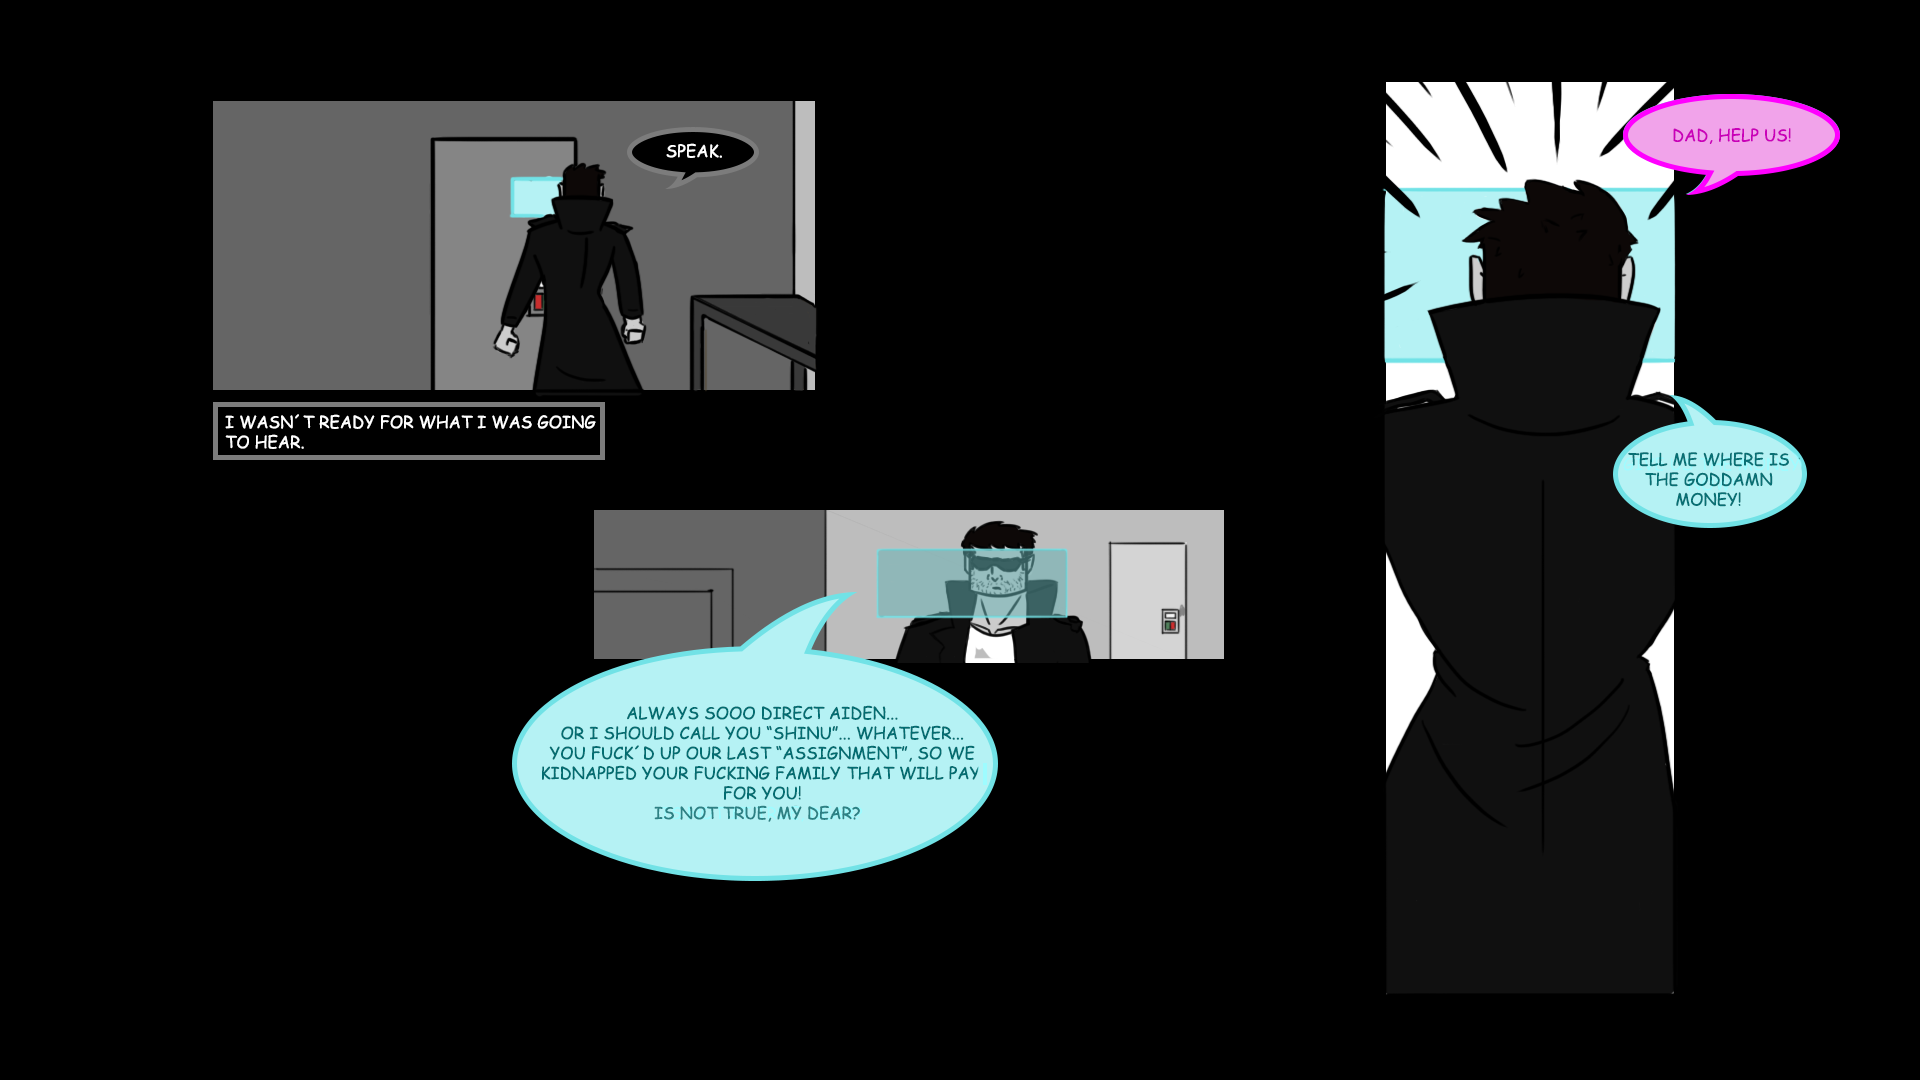 SPEAK.
I WASN´T READY FOR WHAT I WAS GOING
TO HEAR.
ALWAYS SOOO DIRECT AIDEN...
OR I SHOULD CALL YOU “SHINU”... WHATEVER...
YOU FUCK´D UP OUR LAST “ASSIGNMENT”, SO WE
KIDNAPPED YOUR FUCKING FAMILY THAT WILL PAY
FOR YOU!
IS NOT TRUE, MY DEAR?
DAD, HELP US!
TELL ME WHERE IS
THE GODDAMN
MONEY!